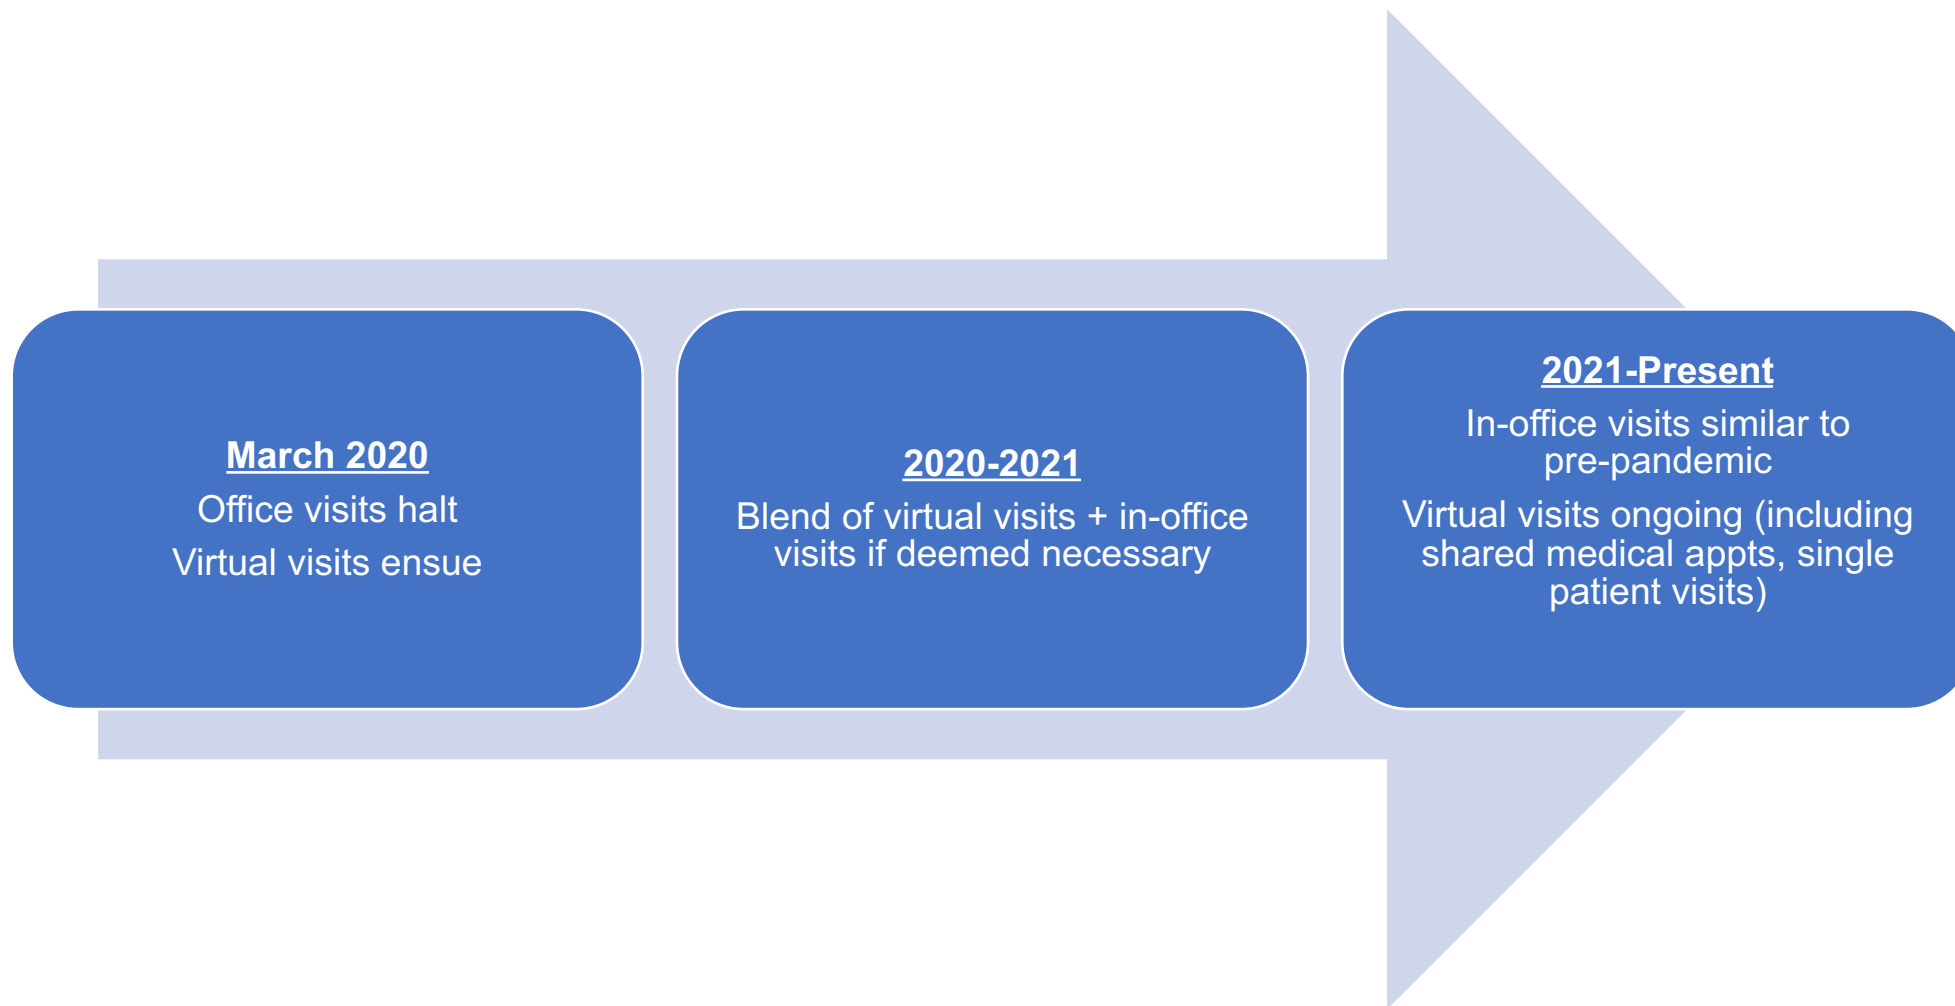 March 2020
Office visits halt
Virtual visits ensue
2020-2021
Blend of virtual visits + in-office
visits if deemed necessary
2021-Present
In-office visits similar to
pre-pandemic
Virtual visits ongoing (including
shared medical appts, single
patient visits)